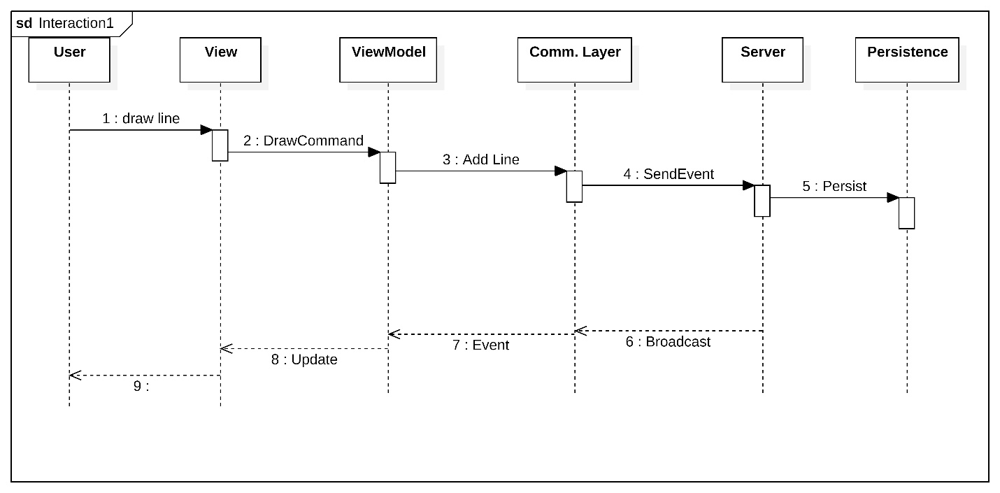 sd Interaction1
User
View
ViewModel
Comm. Layer
Server
Persistence
1 : draw line
2 : DrawCommand
3 : Add Line
4 : SendEvent
5 : Persist
6 : Broadcast
7 : Event
8 : Update
9 :